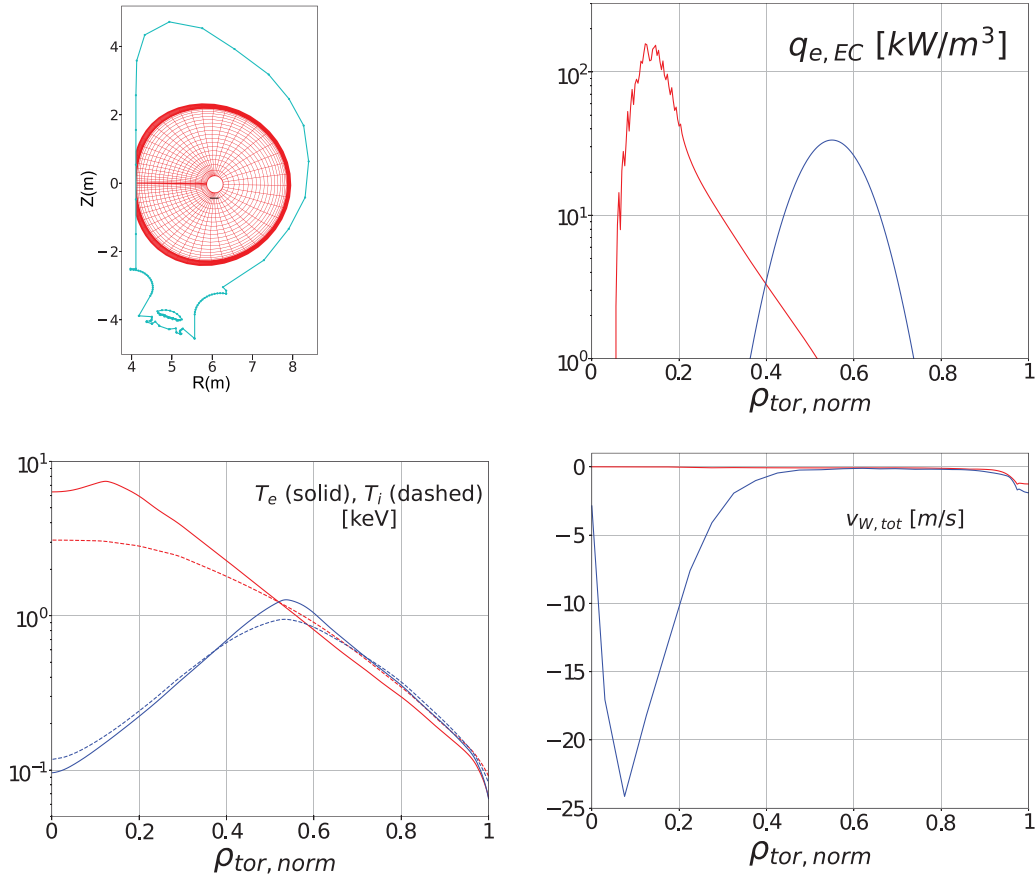 4
2
0
−2
−4
Z(m)
4 5 6 7 8
R(m)
q_{e,EC} [kW/m^3]
10^2
10^1
10^0
0 0.2 0.4 0.6 0.8 1
ρ_{tor,norm}
10^1
10^0
10^{−1}
T_e (solid), T_i (dashed)
[keV]
0 0.2 0.4 0.6 0.8 1
ρ_{tor,norm}
0
−5
−10
−15
−20
−25
v_{W,tot} [m/s]
0 0.2 0.4 0.6 0.8 1
ρ_{tor,norm}